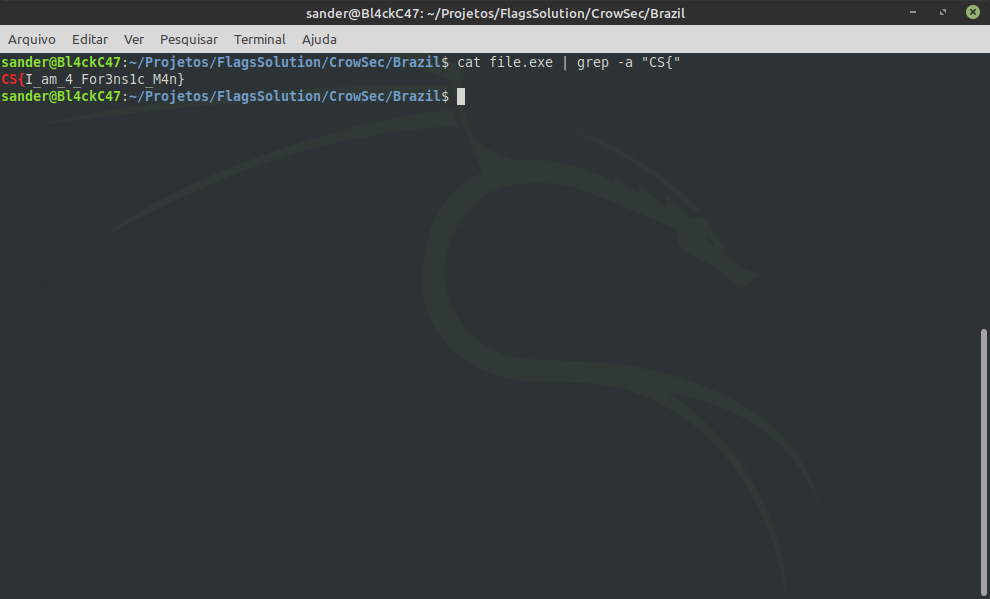 sander@Bl4ckC47: ~/Projetos/FlagsSolution/CrowSec/Brazil
Arquivo Editar Ver Pesquisar Terminal Ajuda
sander@Bl4ckC47:~/Projetos/FlagsSolution/CrowSec/Brazil$ cat file.exe | grep -a "CS{"
CS{I_am_4_For3ns1c_M4n}
sander@Bl4ckC47:~/Projetos/FlagsSolution/CrowSec/Brazil$